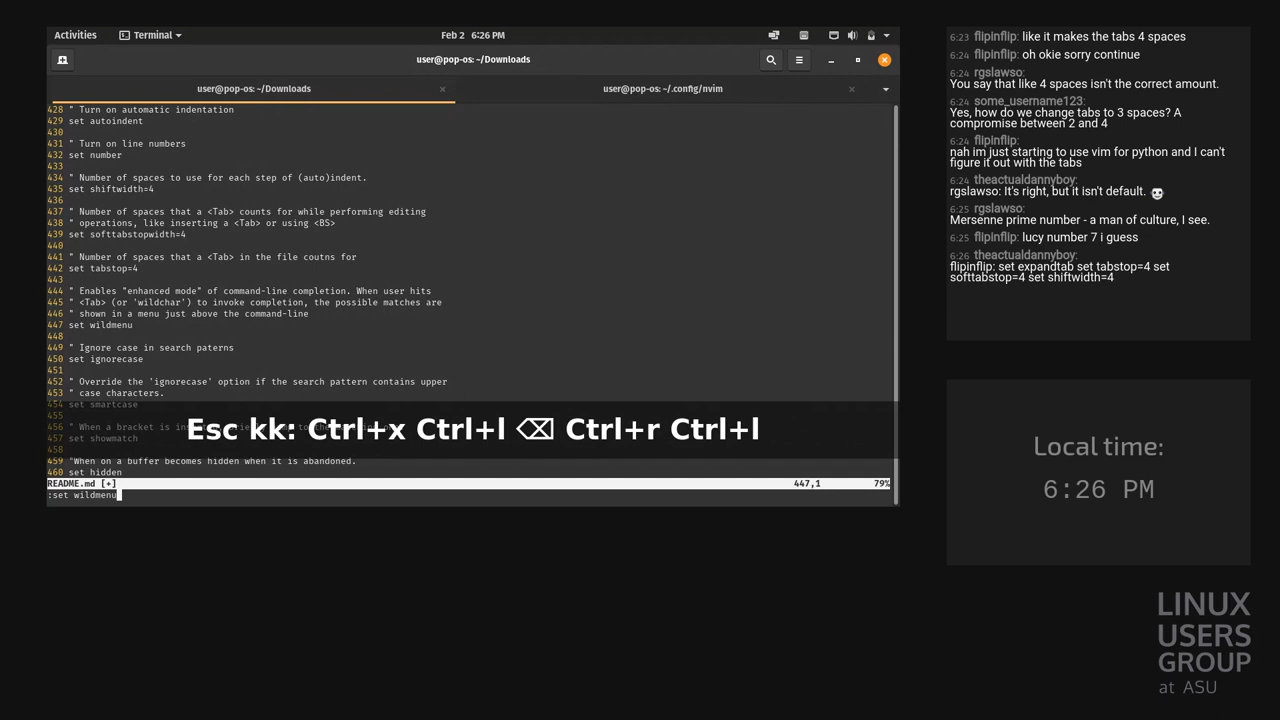 Activities
Terminal
Feb 2 6:26 PM
user@pop-os: ~/Downloads
user@pop-os: ~/Downloads
user@pop-os: ~/.config/nvim
428 " Turn on automatic indentation
429 set autoindent
430
431 " Turn on line numbers
432 set number
433
434 " Number of spaces to use for each step of (auto)indent.
435 set shiftwidth=4
436
437 " Number of spaces that a <Tab> counts for while performing editing
438 " operations, like inserting a <Tab> or using <BS>
439 set softtabstopwidth=4
440
441 " Number of spaces that a <Tab> in the file coutns for
442 set tabstop=4
443
444 " Enables "enhanced mode" of command-line completion. When user hits
445 " <Tab> (or 'wildchar') to invoke completion, the possible matches are
446 " shown in a menu just above the command-line
447 set wildmenu
448
449 " Ignore case in search paterns
450 set ignorecase
451
452 " Override the 'ignorecase' option if the search pattern contains upper
453 " case characters.
454 set smartcase
455
456 " When a bracket is in
457 set showmatch
458
459 "When on a buffer becomes hidden when it is abandoned.
460 set hidden
Esc kk: Ctrl+x Ctrl+l ⌫ Ctrl+r Ctrl+l
README.md [+] 447,1 79%
:set wildmenu
6:23 flipinflip: like it makes the tabs 4 spaces
6:24 flipinflip: oh okie sorry continue
6:24 rgslawso:
You say that like 4 spaces isn't the correct amount.
6:24 some_username123:
Yes, how do we change tabs to 3 spaces? A
compromise between 2 and 4
6:24 flipinflip:
nah im just starting to use vim for python and I can't
figure it out with the tabs
6:24 theactualdannyboy:
rgslawso: It's right, but it isn't default.
6:25 rgslawso:
Mersenne prime number - a man of culture, I see.
6:25 flipinflip: lucy number 7 i guess
6:26 theactualdannyboy:
flipinflip: set expandtab set tabstop=4 set
softtabstop=4 set shiftwidth=4
Local time:
6:26 PM
LINUX
USERS
GROUP
at ASU